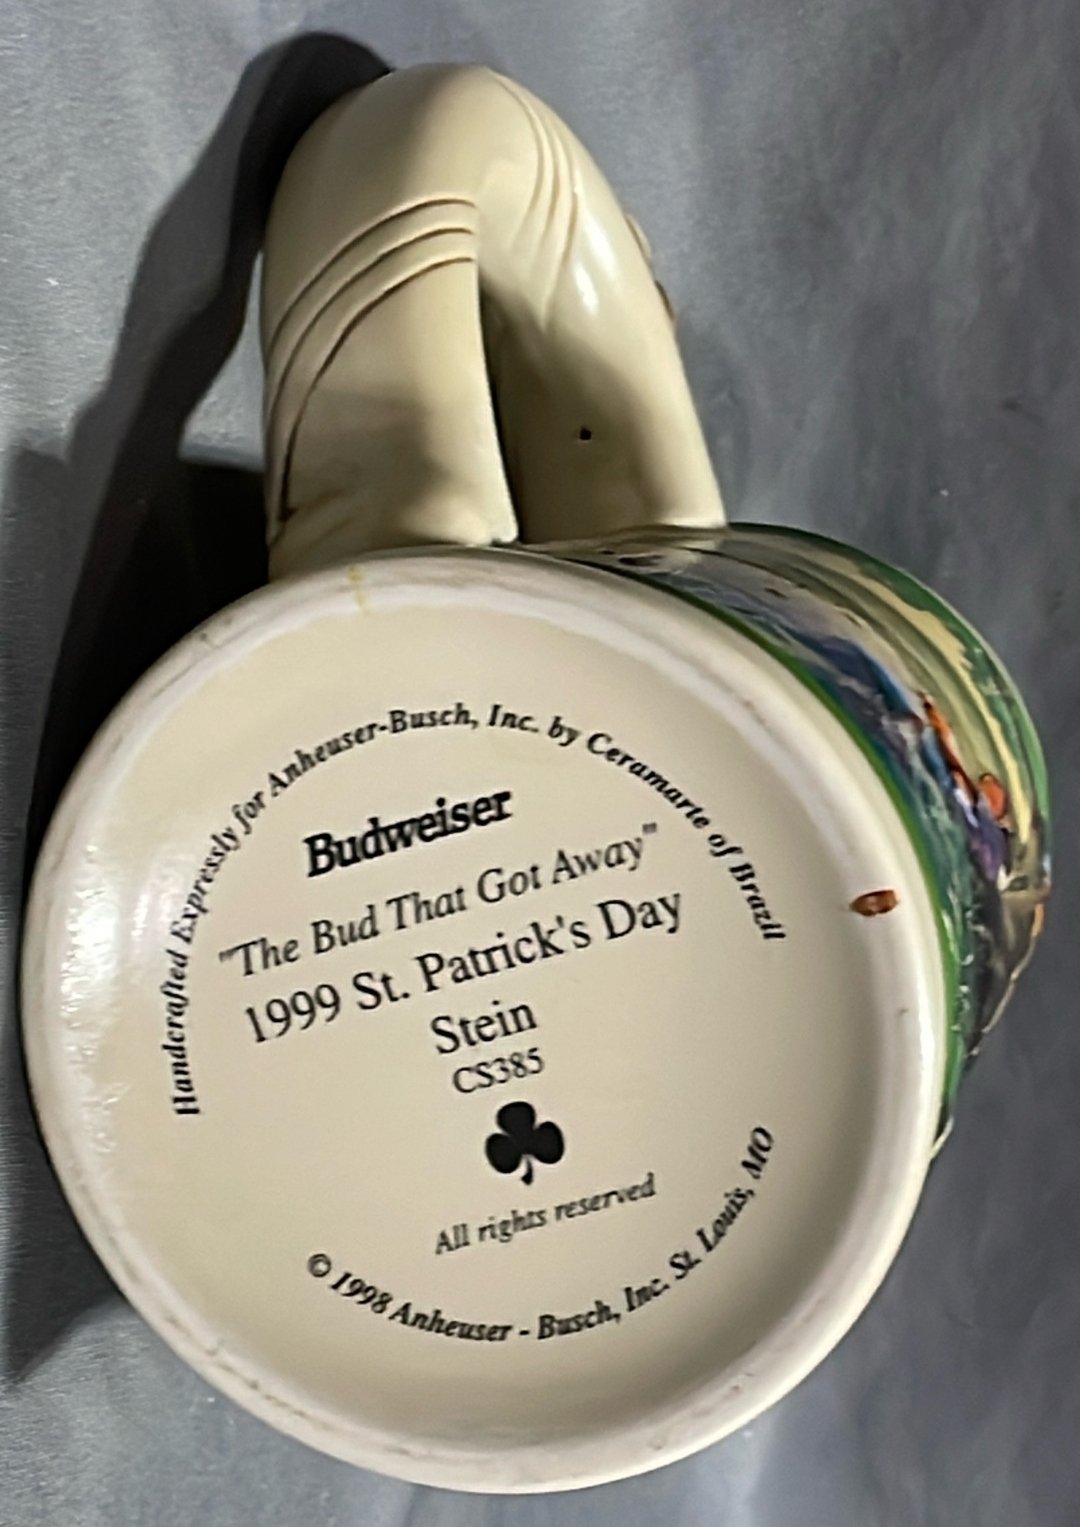 Handcrafted Expressly for Anheuser-Busch, Inc. by Ceramarte of Brazil
Budweiser
"The Bud That Got Away"
1999 St. Patrick's Day
Stein
CS385
All rights reserved
© 1998 Anheuser - Busch, Inc. St. Louis, MO